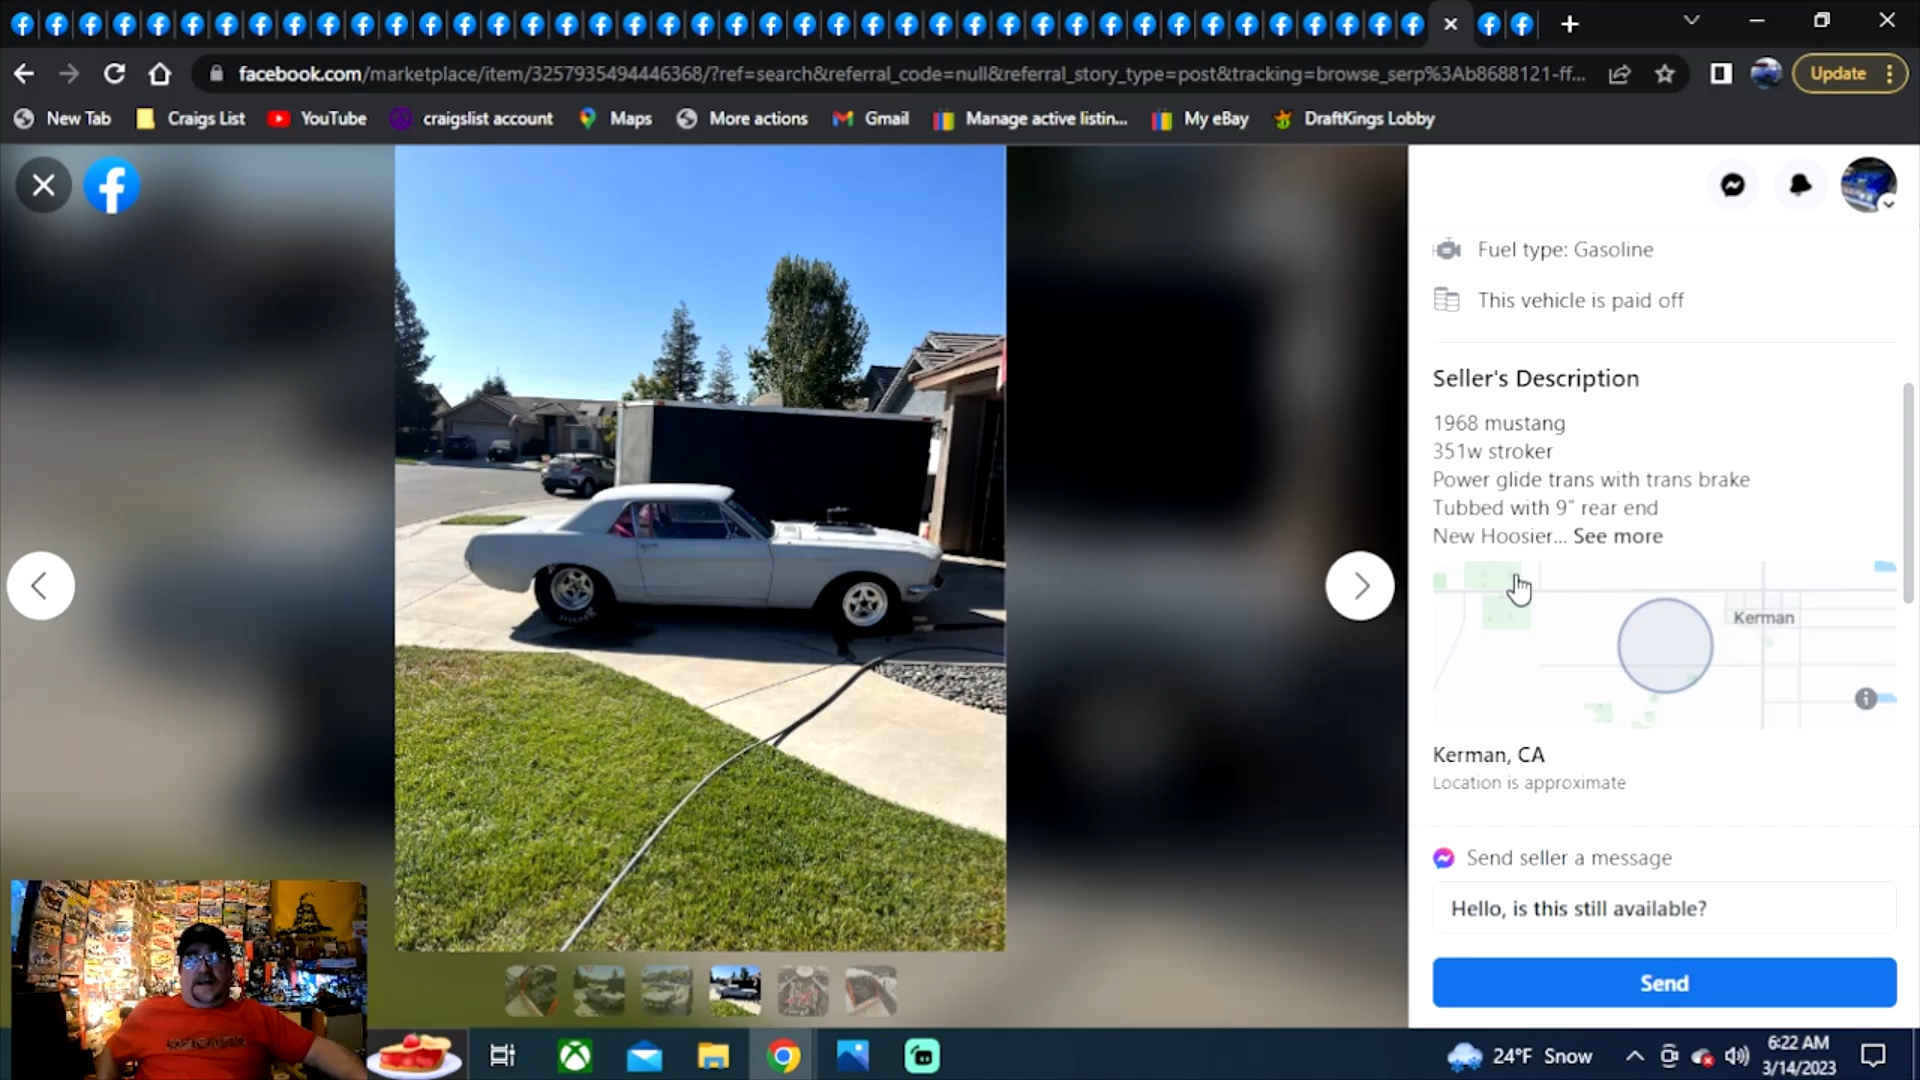 facebook.com/marketplace/item/3257935494446368/?ref=search&referral_code=null&referral_story_type=post&tracking=browse_serp%3Ab8688121-ff...
Update
New Tab
Craigs List
YouTube
craigslist account
Maps
More actions
Gmail
Manage active listin...
My eBay
DraftKings Lobby
Fuel type: Gasoline
This vehicle is paid off
Seller's Description
1968 mustang
351w stroker
Power glide trans with trans brake
Tubbed with 9” rear end
New Hoosier... See more
Kerman
Kerman, CA
Location is approximate
Send seller a message
Hello, is this still available?
Send
24°F Snow
6:22 AM
3/14/2023